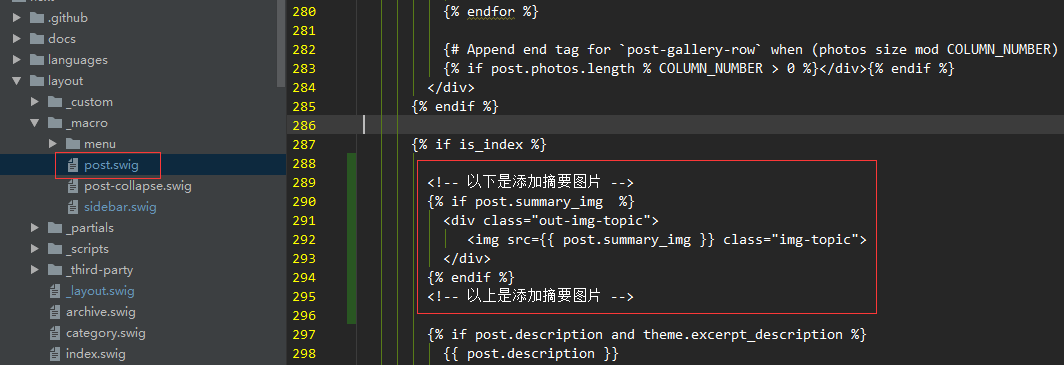 .github
docs
languages
layout
_custom
_macro
menu
post.swig
post-collapse.swig
sidebar.swig
_partials
_scripts
_third-party
_layout.swig
archive.swig
category.swig
index.swig
280 {% endfor %}
281
282 {# Append end tag for `post-gallery-row` when (photos size mod COLUMN_NUMBER)
283 {% if post.photos.length % COLUMN_NUMBER > 0 %}</div>{% endif %}
284 </div>
285 {% endif %}
286
287 {% if is_index %}
288
289 <!-- 以下是添加摘要图片 -->
290 {% if post.summary_img  %}
291 <div class="out-img-topic">
292 <img src={{ post.summary_img }} class="img-topic">
293 </div>
294 {% endif %}
295 <!-- 以上是添加摘要图片 -->
296
297 {% if post.description and theme.excerpt_description %}
298 {{ post.description }}